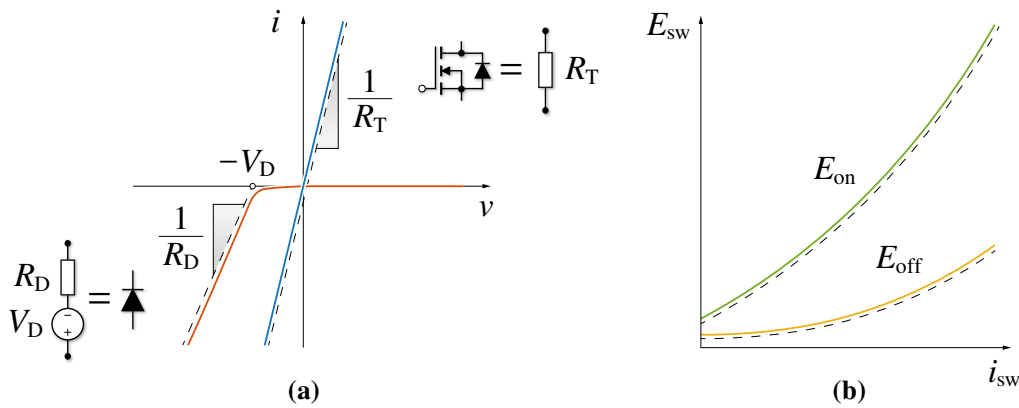 i
1
R_T
= R_T
−V_D
v
1
R_D
R_D
V_D
=
− +
(a)
E_sw
E_on
E_off
i_sw
(b)